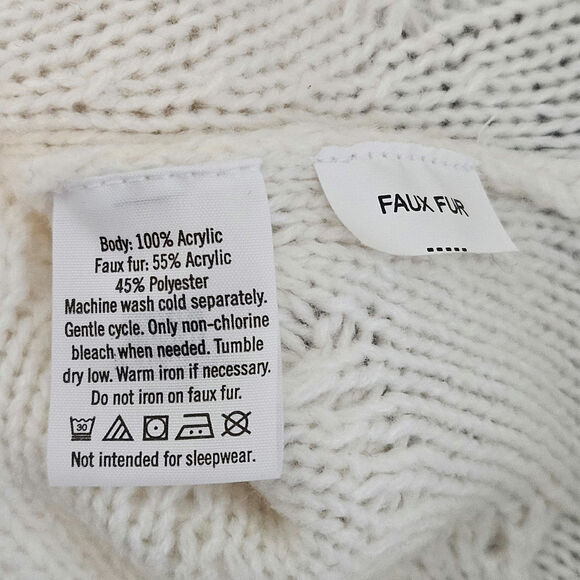 Body: 100% Acrylic
Faux fur: 55% Acrylic
45% Polyester
Machine wash cold separately.
Gentle cycle. Only non-chlorine
bleach when needed. Tumble
dry low. Warm iron if necessary.
Do not iron on faux fur.
30
Not intended for sleepwear.
FAUX FUR